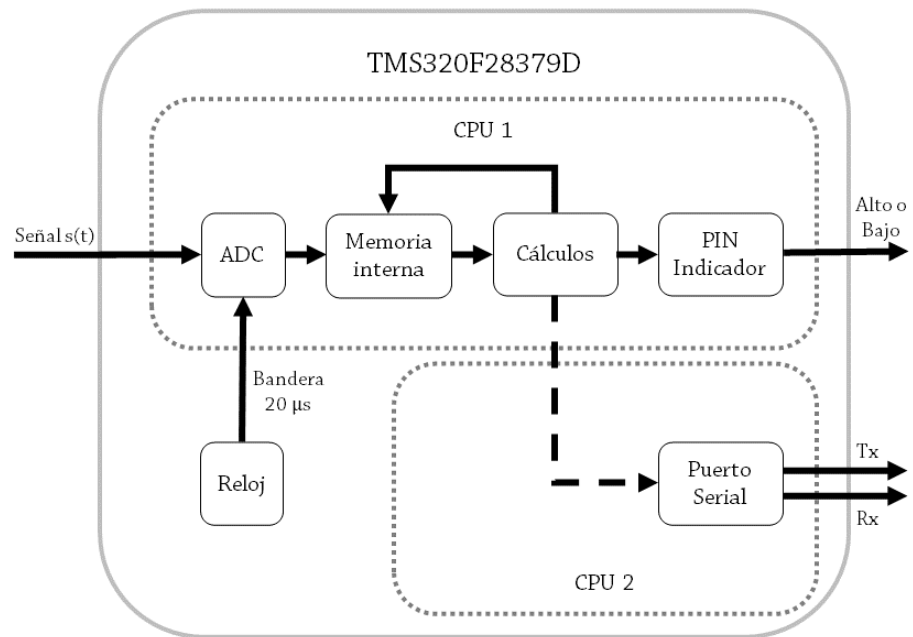 TMS320F28379D
CPU 1
Señal s(t)
ADC
Memoria
interna
Cálculos
PIN
Indicador
Alto o
Bajo
Bandera
20 µs
Reloj
Puerto
Serial
Tx
Rx
CPU 2